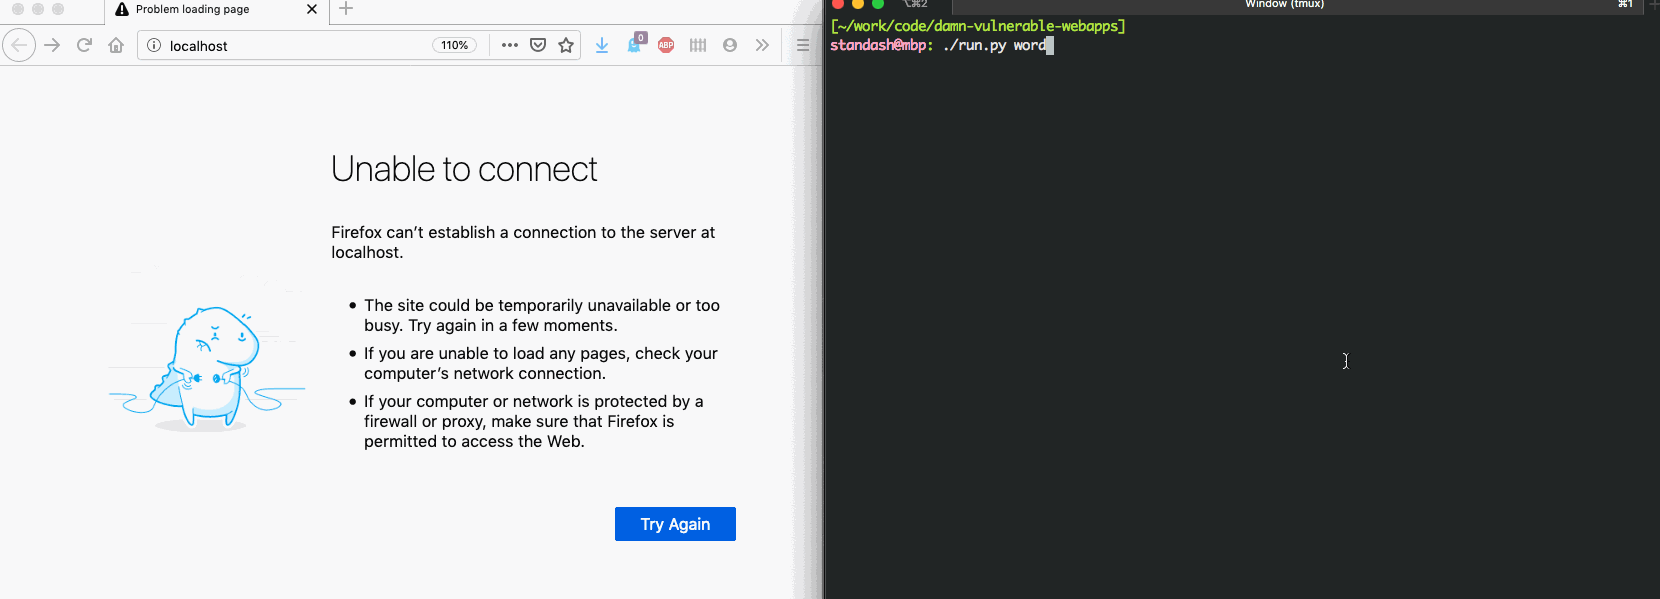 Problem loading page
localhost
110%
0
ABP
Unable to connect
Firefox can’t establish a connection to the server at
localhost.
• The site could be temporarily unavailable or too
busy. Try again in a few moments.
• If you are unable to load any pages, check your
computer’s network connection.
• If your computer or network is protected by a
firewall or proxy, make sure that Firefox is
permitted to access the Web.
Try Again
⌥⌘2
Window (tmux)
⌘1
[~/work/code/damn-vulnerable-webapps]
standash@mbp: ./run.py word